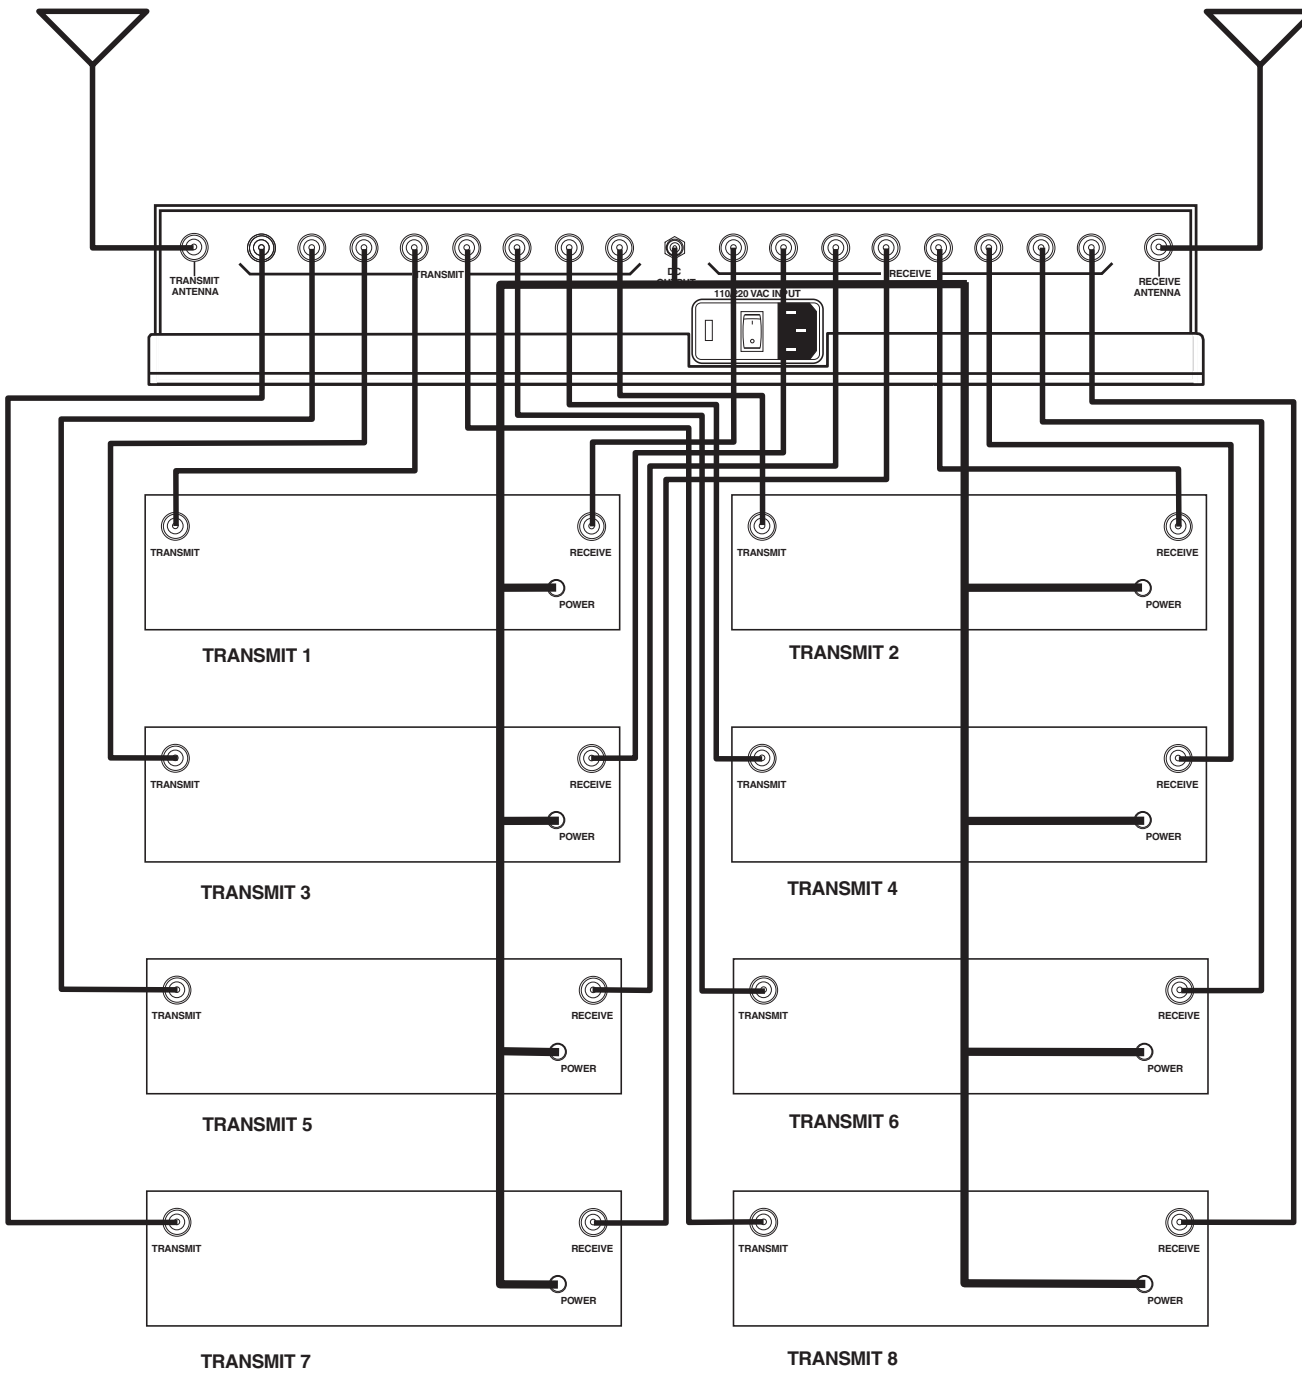 TRANSMIT
ANTENNA
TRANSMIT
DC
OUTPUT
RECEIVE
RECEIVE
ANTENNA
110/220 VAC INPUT
TRANSMIT
RECEIVE
POWER
TRANSMIT 1
TRANSMIT
RECEIVE
POWER
TRANSMIT 2
TRANSMIT
RECEIVE
POWER
TRANSMIT 3
TRANSMIT
RECEIVE
POWER
TRANSMIT 4
TRANSMIT
RECEIVE
POWER
TRANSMIT 5
TRANSMIT
RECEIVE
POWER
TRANSMIT 6
TRANSMIT
RECEIVE
POWER
TRANSMIT 7
TRANSMIT
RECEIVE
POWER
TRANSMIT 8